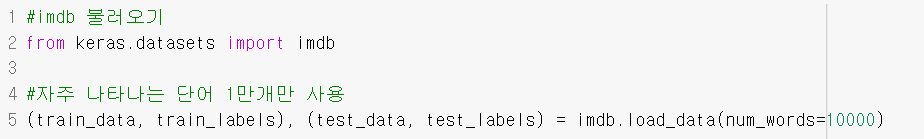 1 #imdb 불러오기
2 from keras.datasets import imdb
3
4 #자주 나타나는 단어 1만개만 사용
5 (train_data, train_labels), (test_data, test_labels) = imdb.load_data(num_words=10000)